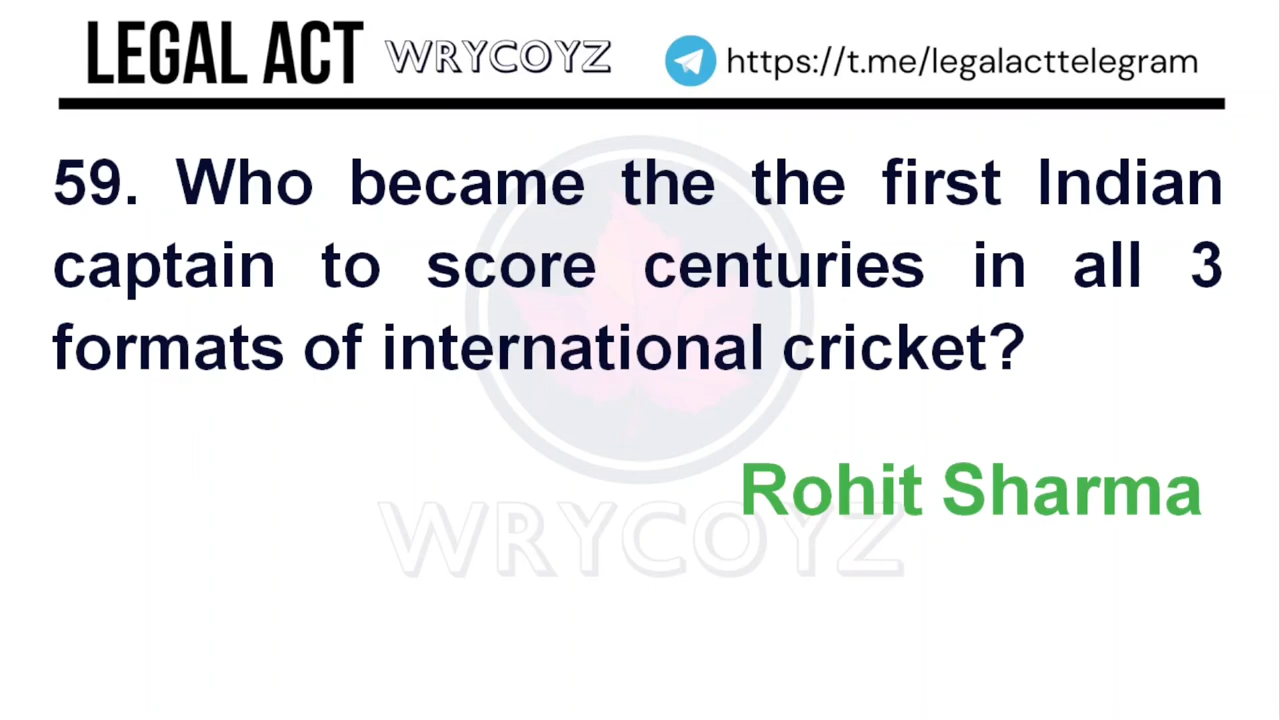 LEGAL ACT WRYCOYZ https://t.me/legalacttelegram
59. Who became the the first Indian
captain to score centuries in all 3
formats of international cricket?
Rohit Sharma
WRYCOYZ